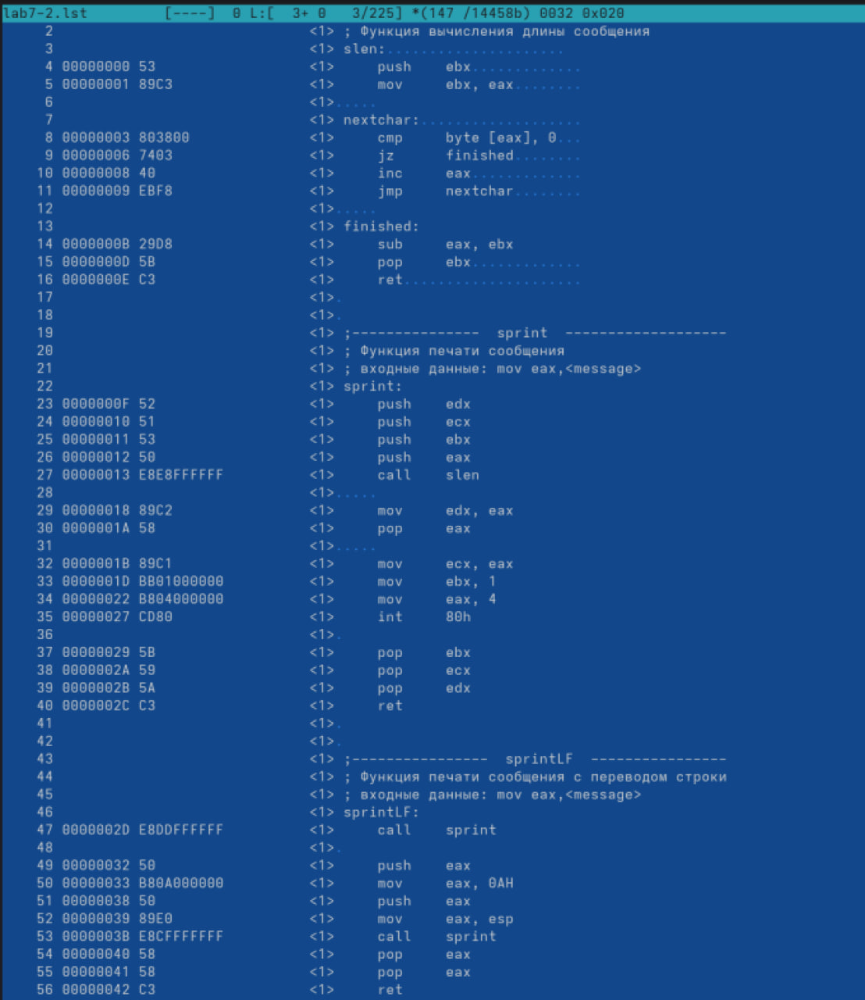 lab7-2.lst [----] 0 L:[ 3+ 0 3/225] *(147 /14458b) 0032 0x020
2 <1> ; Функция вычисления длины сообщения
3 <1> slen:.....................
4 00000000 53 <1> push ebx.............
5 00000001 89C3 <1> mov ebx, eax........
6 <1>.....
7 <1> nextchar:...................
8 00000003 803800 <1> cmp byte [eax], 0...
9 00000006 7403 <1> jz finished........
10 00000008 40 <1> inc eax.............
11 00000009 EBF8 <1> jmp nextchar........
12 <1>.....
13 <1> finished:
14 0000000B 29D8 <1> sub eax, ebx
15 0000000D 5B <1> pop ebx.............
16 0000000E C3 <1> ret.....................
17 <1>.
18 <1>.
19 <1> ;--------------- sprint -------------------
20 <1> ; Функция печати сообщения
21 <1> ; входные данные: mov eax,<message>
22 <1> sprint:
23 0000000F 52 <1> push edx
24 00000010 51 <1> push ecx
25 00000011 53 <1> push ebx
26 00000012 50 <1> push eax
27 00000013 E8E8FFFFFF <1> call slen
28 <1>.....
29 00000018 89C2 <1> mov edx, eax
30 0000001A 58 <1> pop eax
31 <1>.....
32 0000001B 89C1 <1> mov ecx, eax
33 0000001D BB01000000 <1> mov ebx, 1
34 00000022 B804000000 <1> mov eax, 4
35 00000027 CD80 <1> int 80h
36 <1>.
37 00000029 5B <1> pop ebx
38 0000002A 59 <1> pop ecx
39 0000002B 5A <1> pop edx
40 0000002C C3 <1> ret
41 <1>.
42 <1>.
43 <1> ;---------------- sprintLF ----------------
44 <1> ; Функция печати сообщения с переводом строки
45 <1> ; входные данные: mov eax,<message>
46 <1> sprintLF:
47 0000002D E8DDFFFFFF <1> call sprint
48 <1>.
49 00000032 50 <1> push eax
50 00000033 B80A000000 <1> mov eax, 0AH
51 00000038 50 <1> push eax
52 00000039 89E0 <1> mov eax, esp
53 0000003B E8CFFFFFFF <1> call sprint
54 00000040 58 <1> pop eax
55 00000041 58 <1> pop eax
56 00000042 C3 <1> ret